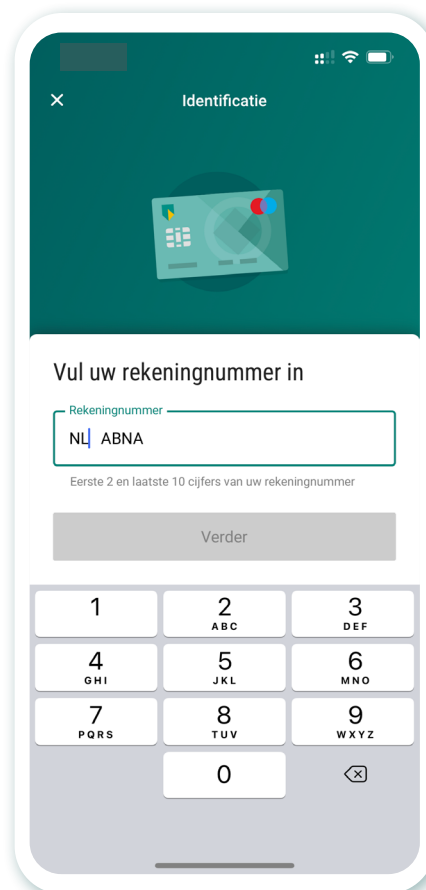 Identificatie
Vul uw rekeningnummer in
Rekeningnummer
NL ABNA
Eerste 2 en laatste 10 cijfers van uw rekeningnummer
Verder
1
2
3
ABC
DEF
4
5
6
GHI
JKL
MNO
7
8
9
PQRS
TUV
WXYZ
0